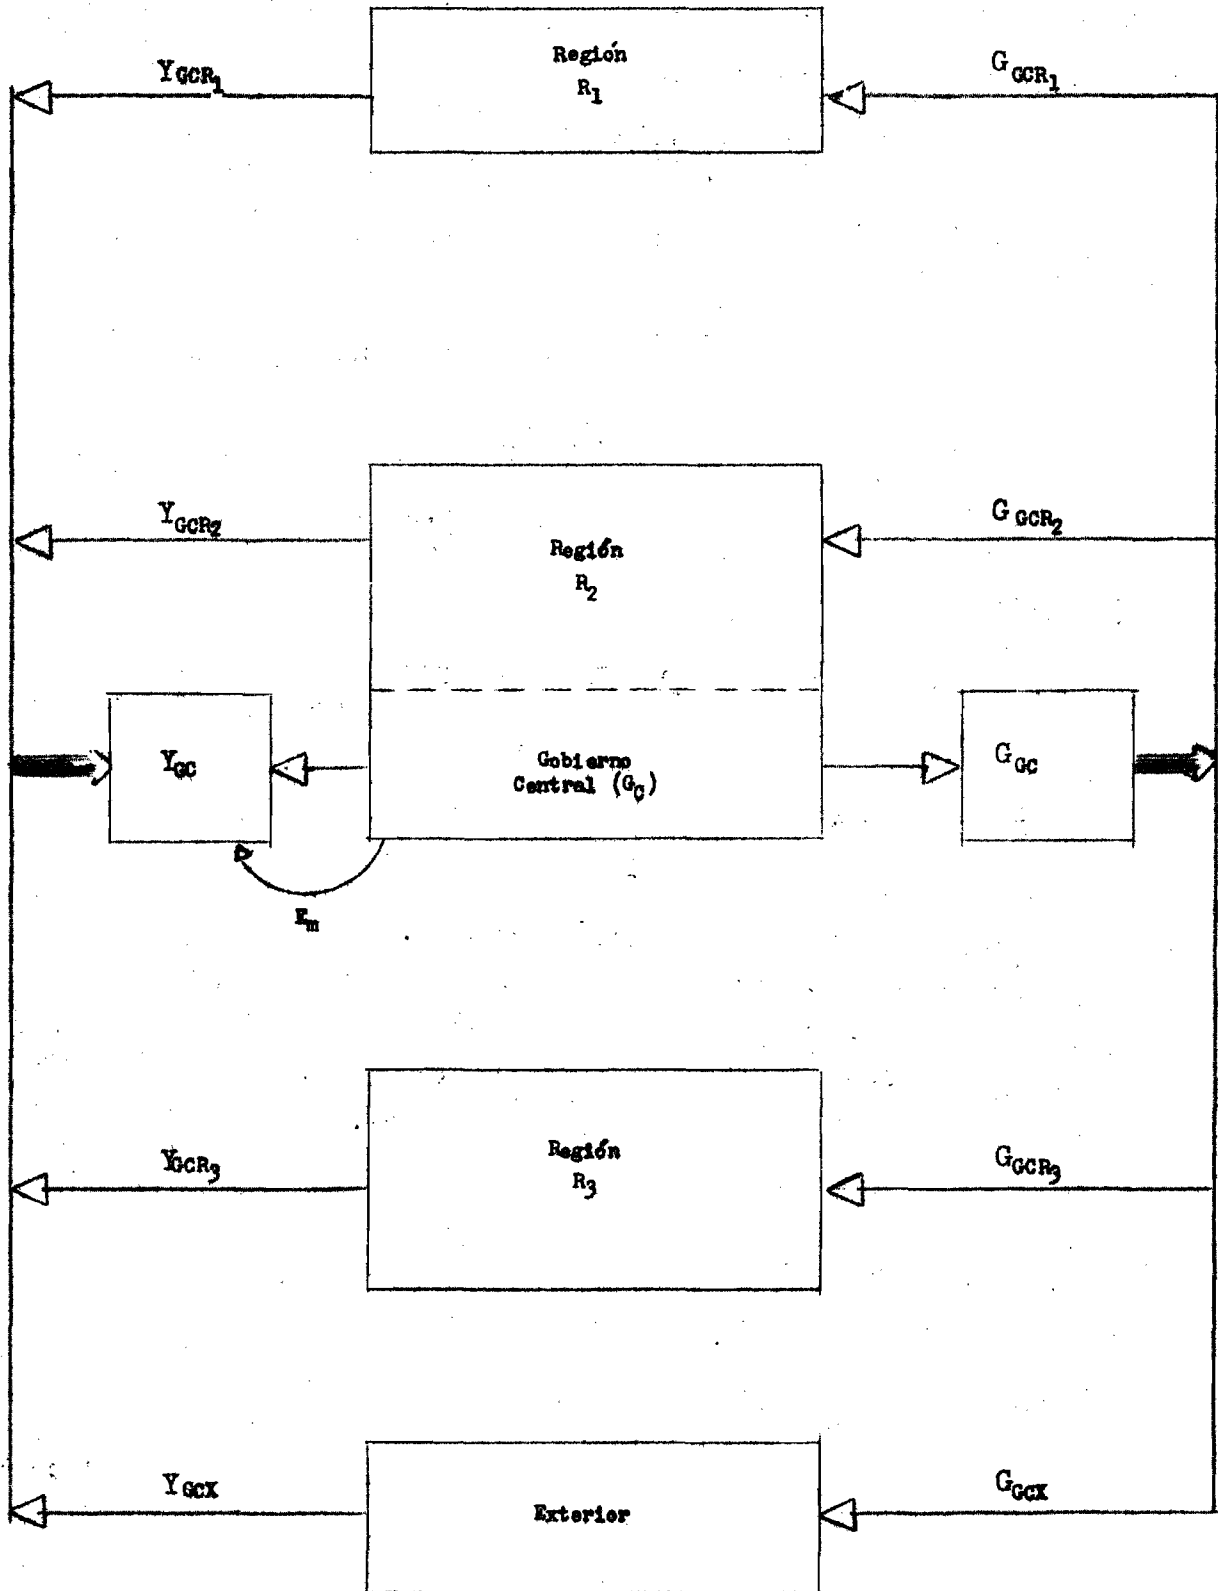 Y_GCR1
Región
R1
G_GCR1
Y_GCR2
Región
R2
G_GCR2
Y_GC
Gobierno
Central (G_C)
G_GC
E_m
Y_GCR3
Región
R3
G_GCR3
Y_GCX
Exterior
G_GCX